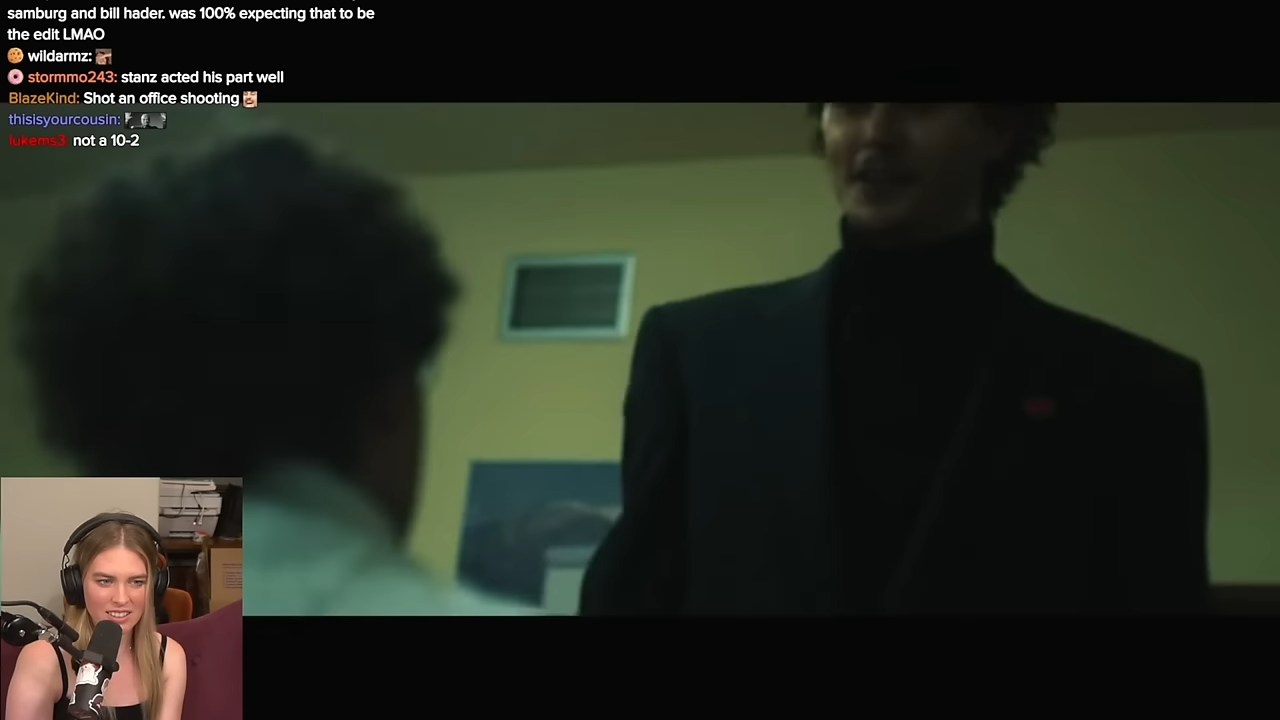 samburg and bill hader. was 100% expecting that to be
the edit LMAO
wildarmz:
stormmo243: stanz acted his part well
BlazeKind: Shot an office shooting
thisisyourcousin:
lukems3: not a 10-2